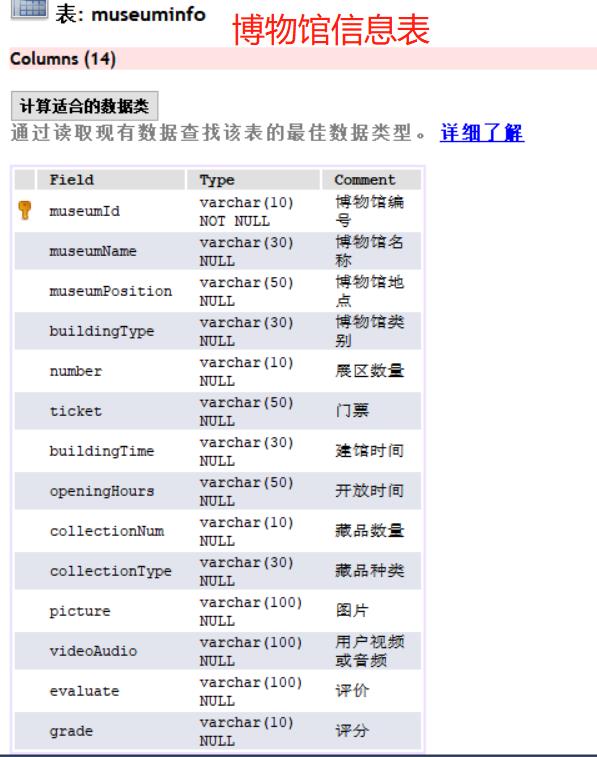 表: museuminfo
博物馆信息表
Columns (14)
计算适合的数据类
通过读取现有数据查找该表的最佳数据类型。 详细了解
Field Type Comment
museumId varchar(10) NOT NULL 博物馆编号
museumName varchar(30) NULL 博物馆名称
museumPosition varchar(50) NULL 博物馆地点
buildingType varchar(30) NULL 博物馆类别
number varchar(10) NULL 展区数量
ticket varchar(50) NULL 门票
buildingTime varchar(30) NULL 建馆时间
openingHours varchar(50) NULL 开放时间
collectionNum varchar(10) NULL 藏品数量
collectionType varchar(30) NULL 藏品种类
picture varchar(100) NULL 图片
videoAudio varchar(100) NULL 用户视频或音频
evaluate varchar(100) NULL 评价
grade varchar(10) NULL 评分